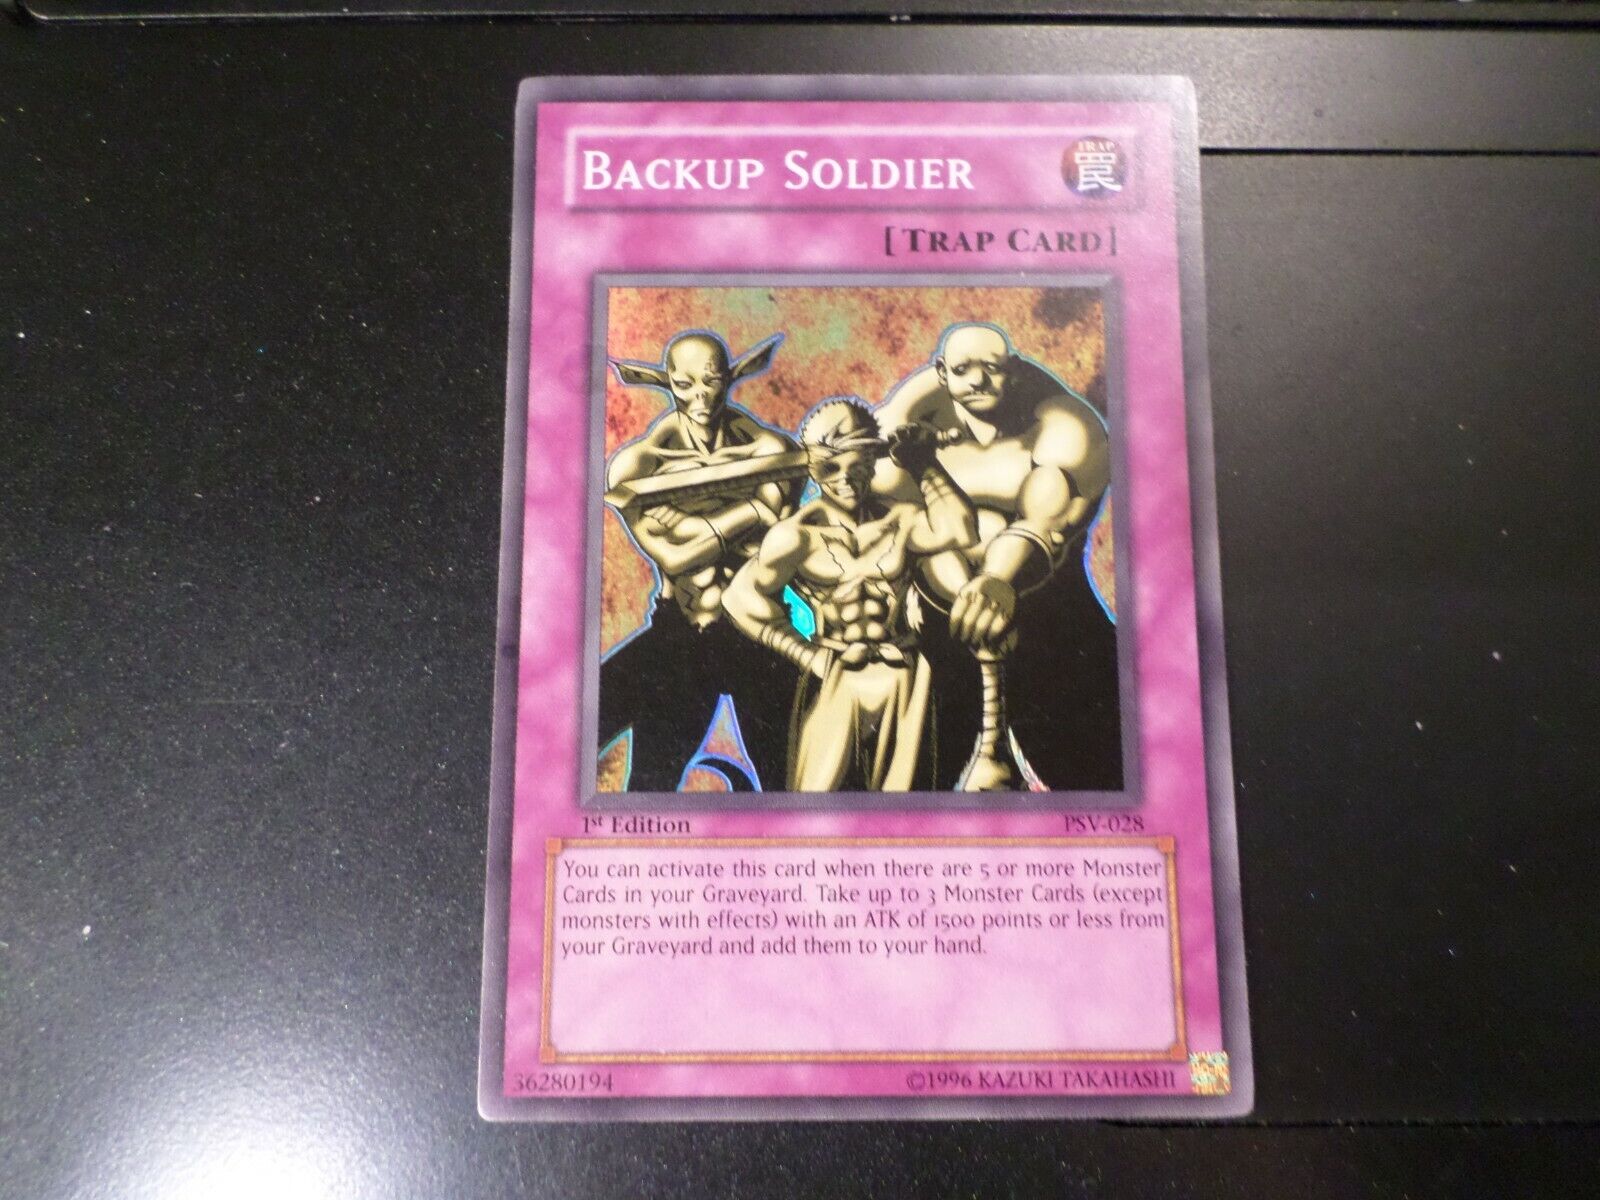 BACKUP SOLDIER
TRAP
罠
[TRAP CARD]
1st Edition
PSV-028
You can activate this card when there are 5 or more Monster
Cards in your Graveyard. Take up to 3 Monster Cards (except
monsters with effects) with an ATK of 1500 points or less from
your Graveyard and add them to your hand.
36280194
©1996 KAZUKI TAKAHASHI